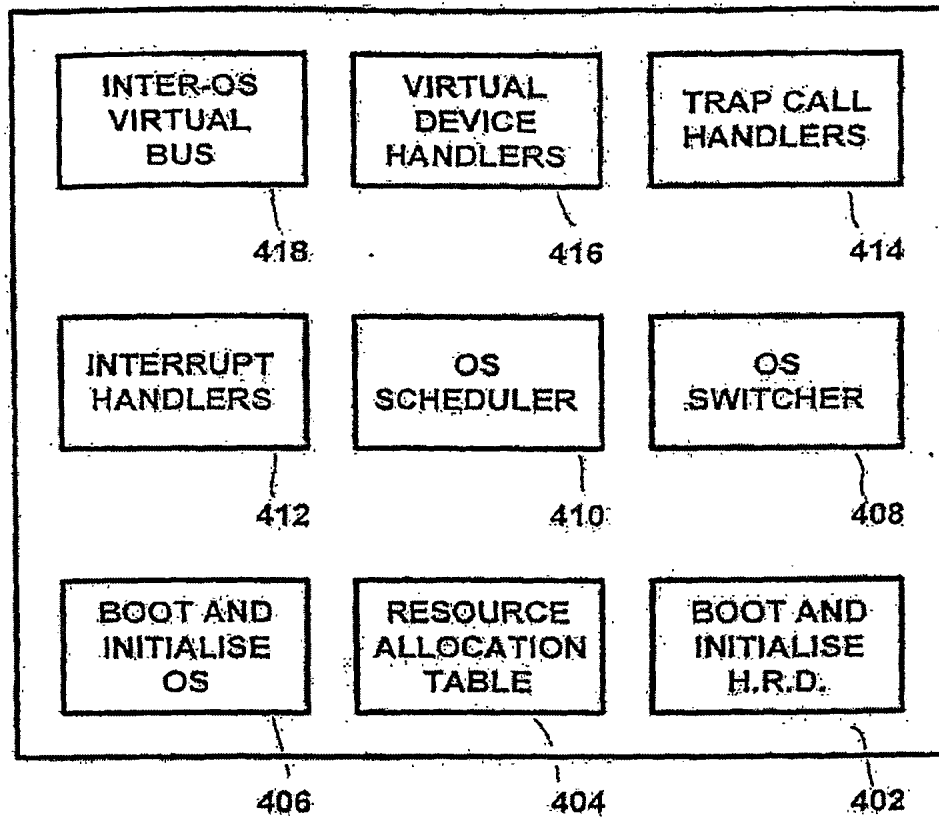 INTER-OS
VIRTUAL
BUS
418
VIRTUAL
DEVICE
HANDLERS
416
TRAP CALL
HANDLERS
414
INTERRUPT
HANDLERS
412
OS
SCHEDULER
410
OS
SWITCHER
408
BOOT AND
INITIALISE
OS
406
RESOURCE
ALLOCATION
TABLE
404
BOOT AND
INITIALISE
H.R.D.
402